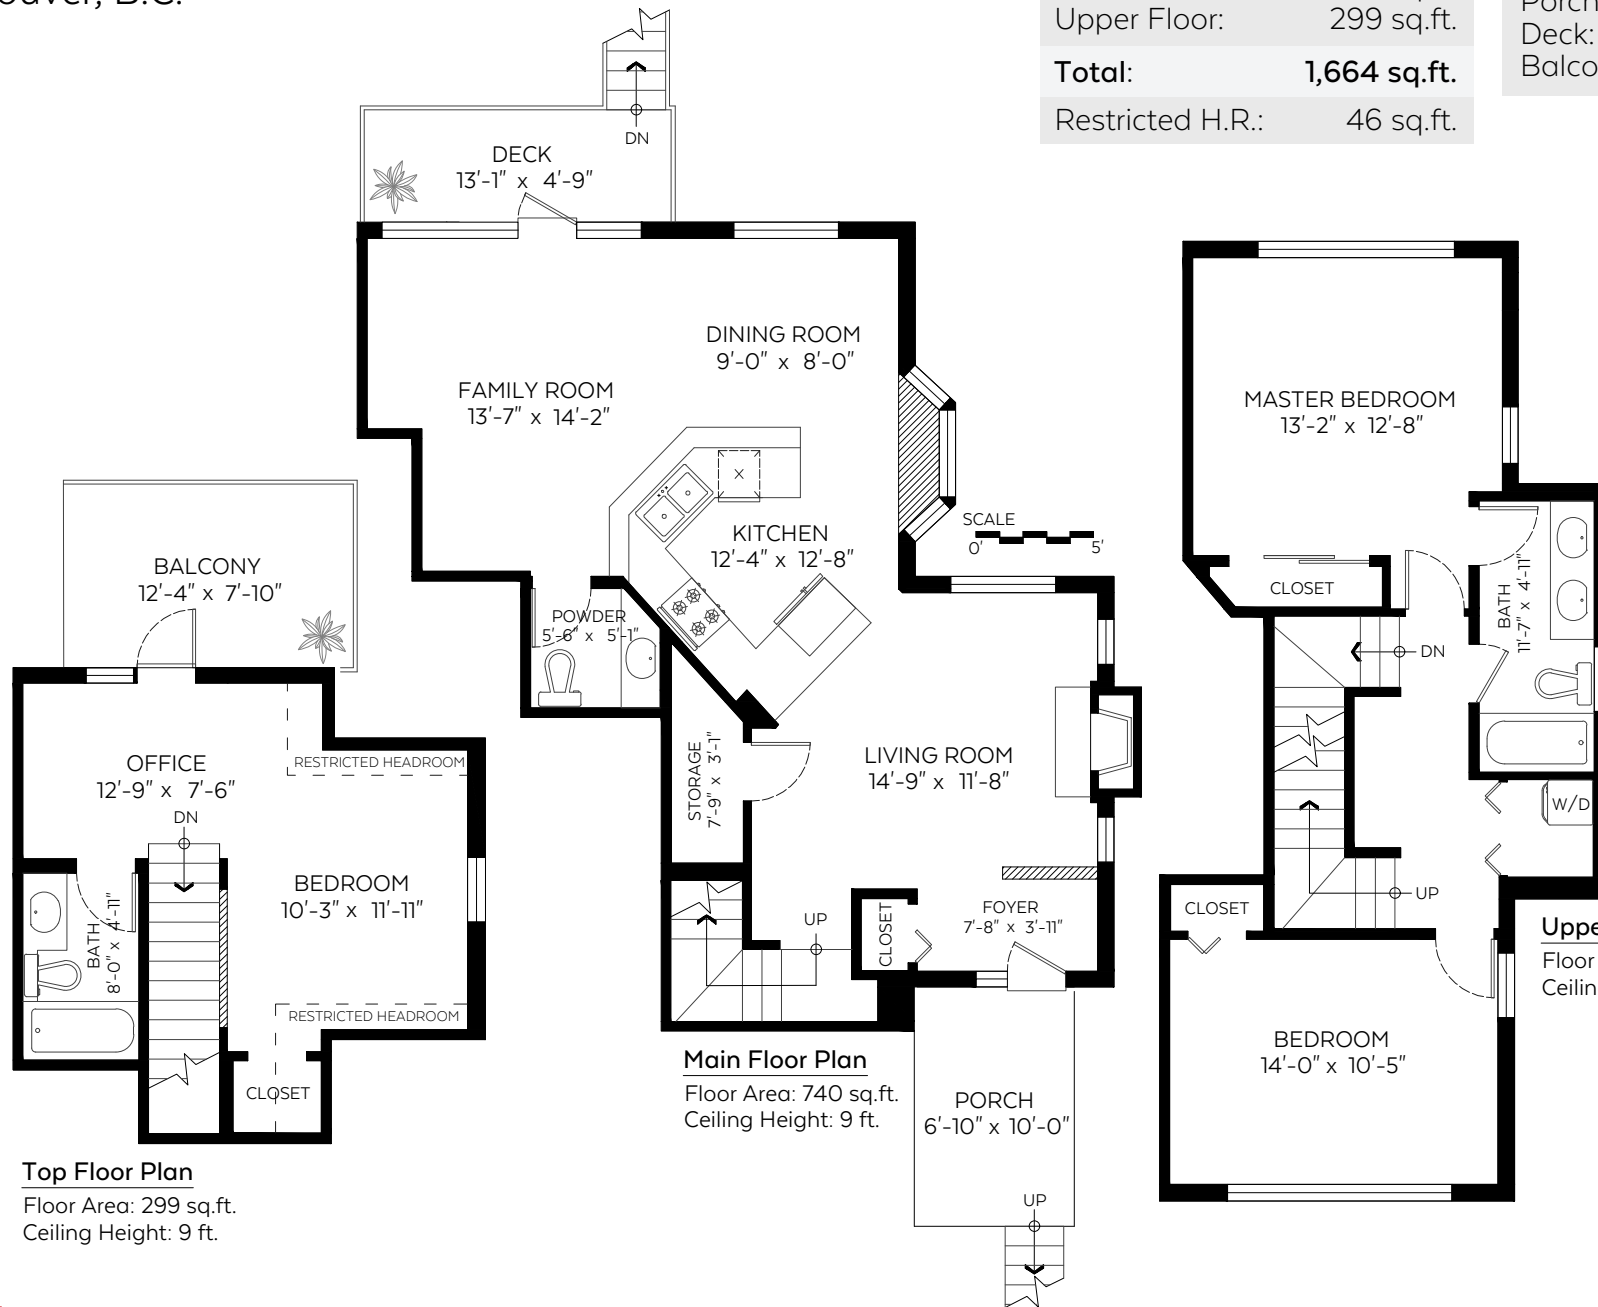 Upper Floor: 299 sq.ft.
Total: 1,664 sq.ft.
Restricted H.R.: 46 sq.ft.
Porch
Deck:
DN
DECK
13'-1" x 4'-9"
DINING ROOM
9'-0" x 8'-0"
FAMILY ROOM
13'-7" x 14'-2"
KITCHEN
12'-4" x 12'-8"
X
SCALE
0' 5'
POWDER
5'-6" x 5'-1"
STORAGE
7'-9" x 3'-1"
LIVING ROOM
14'-9" x 11'-8"
UP
CLOSET
FOYER
7'-8" x 3'-11"
Main Floor Plan
Floor Area: 740 sq.ft.
Ceiling Height: 9 ft.
PORCH
6'-10" x 10'-0"
UP
BALCONY
12'-4" x 7'-10"
OFFICE
12'-9" x 7'-6"
DN
RESTRICTED HEADROOM
BEDROOM
10'-3" x 11'-11"
BATH
8'-0" x 4'-11"
RESTRICTED HEADROOM
CLOSET
Top Floor Plan
Floor Area: 299 sq.ft.
Ceiling Height: 9 ft.
MASTER BEDROOM
13'-2" x 12'-8"
CLOSET
BATH
11'-7" x 4'-11"
DN
W/D
UP
CLOSET
BEDROOM
14'-0" x 10'-5"
Floor